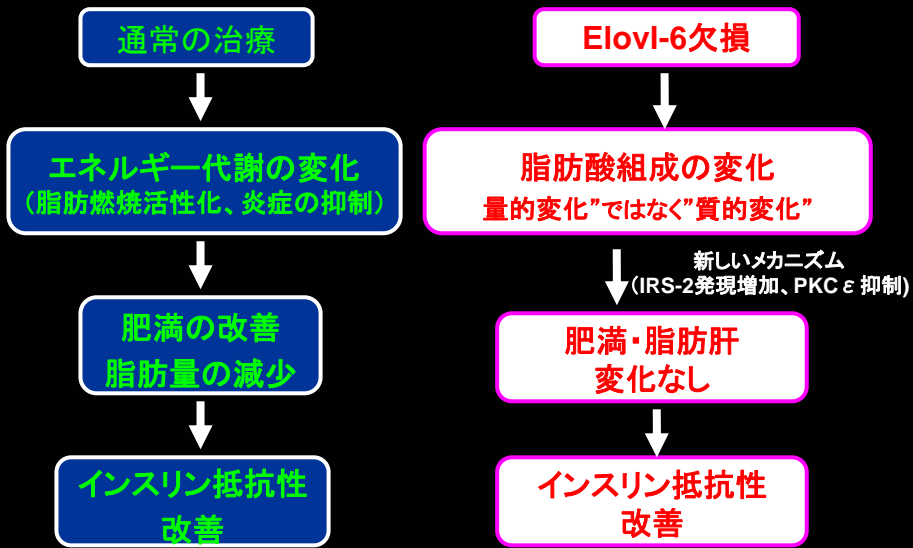 通常の治療
エネルギー代謝の変化
（脂肪燃焼活性化、炎症の抑制）
肥満の改善
脂肪量の減少
インスリン抵抗性
改善
Elovl-6欠損
脂肪酸組成の変化
量的変化”ではなく”質的変化”
新しいメカニズム
（IRS-2発現増加、PKCε抑制)
肥満・脂肪肝
変化なし
インスリン抵抗性
改善